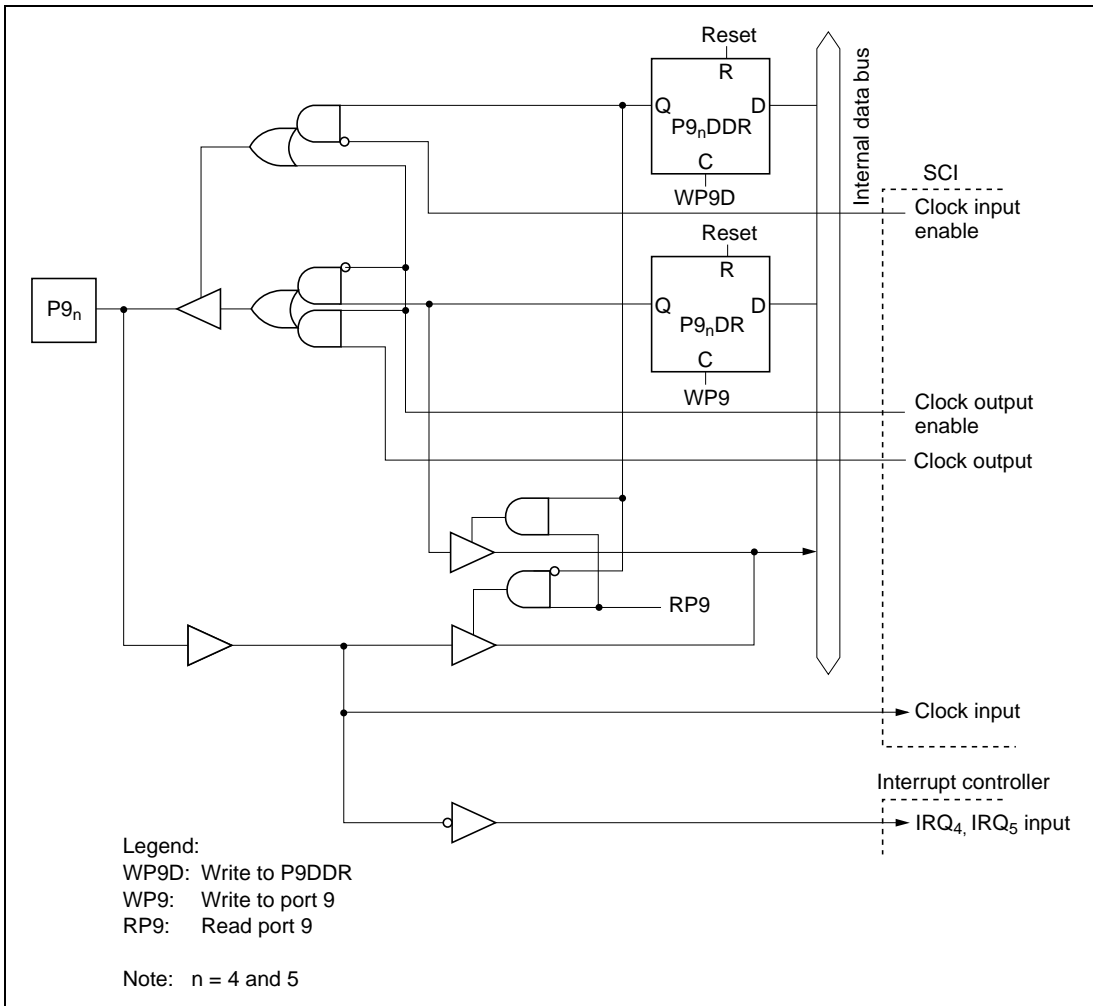 Reset
R
Q
D
P9nDDR
C
WP9D
Internal data bus
SCI
Clock input
enable
Reset
R
P9n
Q
D
P9nDR
C
WP9
Clock output
enable
Clock output
RP9
Clock input
Interrupt controller
IRQ4, IRQ5 input
Legend:
WP9D: Write to P9DDR
WP9: Write to port 9
RP9: Read port 9
Note: n = 4 and 5